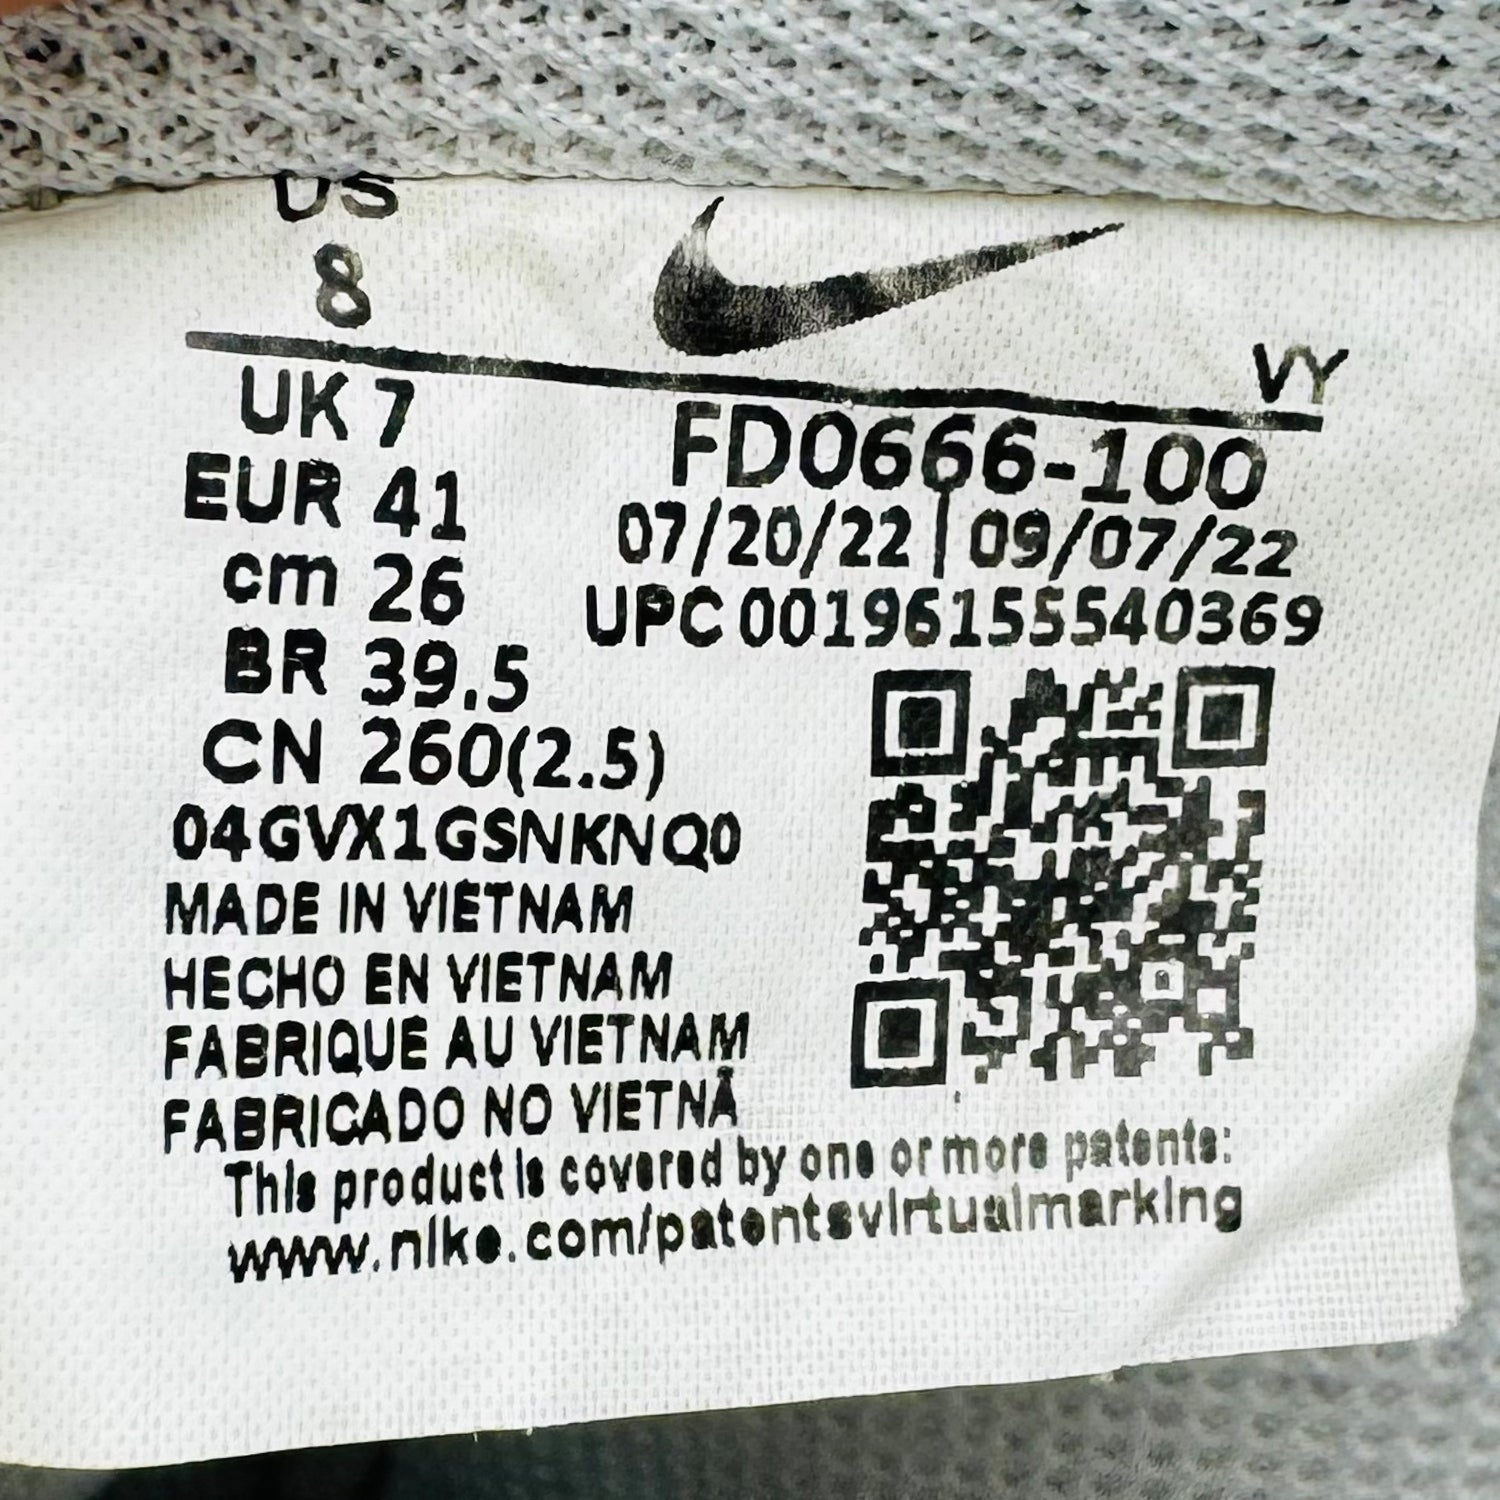 US
8
VY
UK 7
FD0666-100
EUR 41
07/20/22 | 09/07/22
cm 26
UPC 00196155540369
BR 39.5
CN 260(2.5)
04GVX1GSNKNQ0
MADE IN VIETNAM
HECHO EN VIETNAM
FABRIQUE AU VIETNAM
FABRICADO NO VIETNÃ
This product is covered by one or more patents:
www.nike.com/patentsvirtualmarking